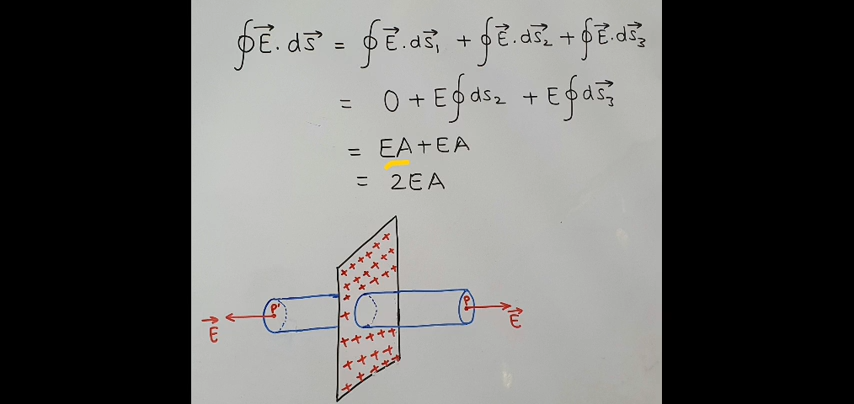 ∮E⃗.ds⃗ = ∮E⃗.ds⃗₁ + ∮E⃗.ds⃗₂ + ∮E⃗.ds⃗₃
= 0 + E∮ds₂ + E∮ds⃗₃
= EA + EA
= 2EA
E⃗ P' P E⃗